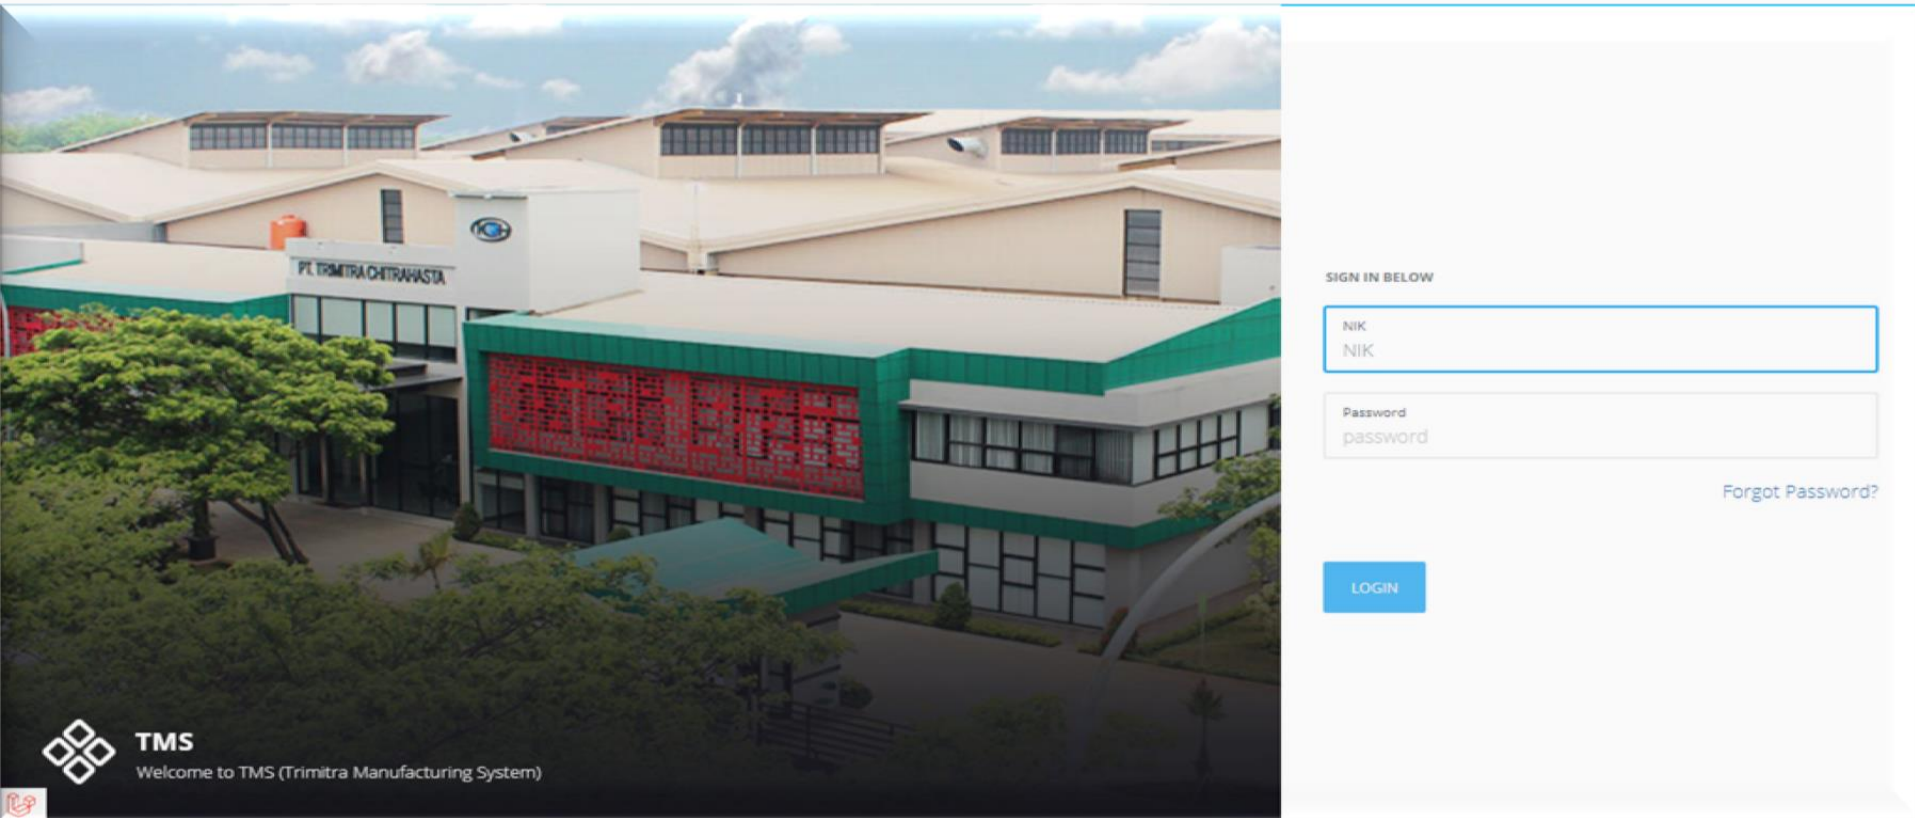 PT. TRIMITRA CHITRAHASTA
TMS
Welcome to TMS (Trimitra Manufacturing System)
SIGN IN BELOW
NIK
NIK
Password
password
Forgot Password?
LOGIN